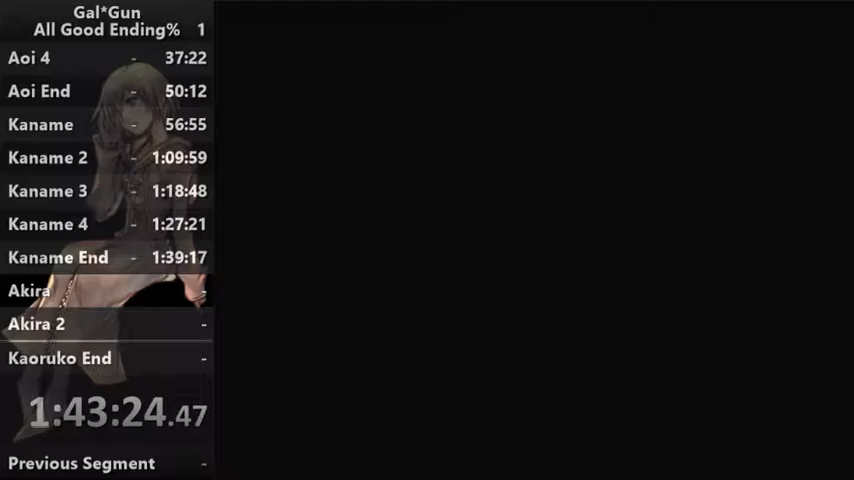 Gal*Gun
All Good Ending% 1
Aoi 4 - 37:22
Aoi End - 50:12
Kaname - 56:55
Kaname 2 - 1:09:59
Kaname 3 - 1:18:48
Kaname 4 - 1:27:21
Kaname End - 1:39:17
Akira -
Akira 2 -
Kaoruko End -
1:43:24.47
Previous Segment -